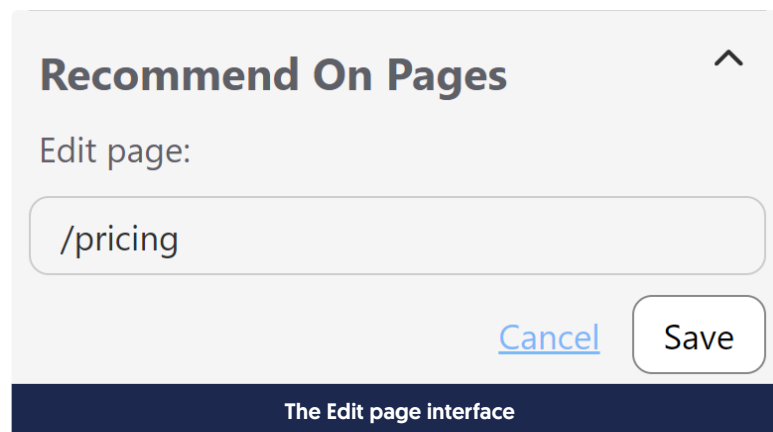 Recommend On Pages
Edit page:
/pricing
Cancel
Save
The Edit page interface